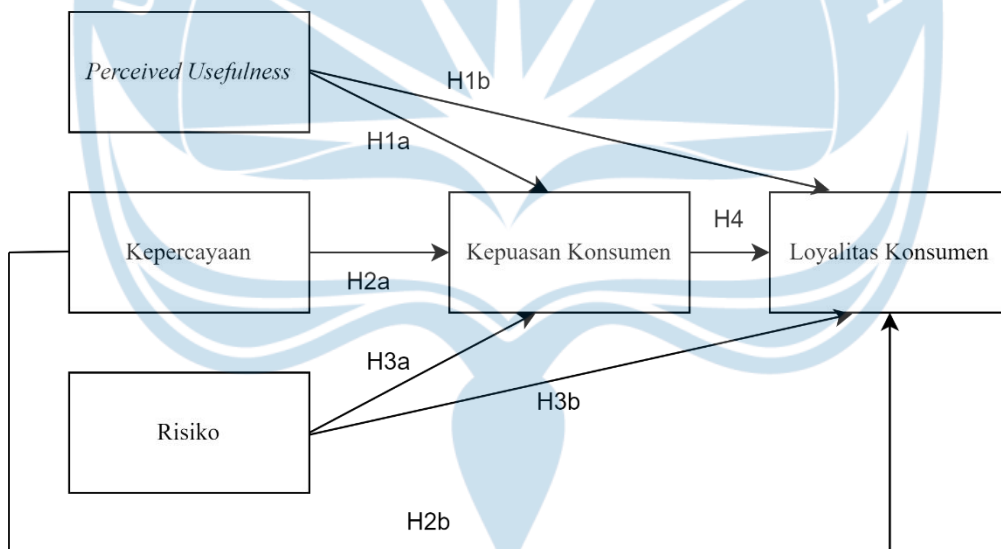 Perceived Usefulness
H1b
H1a
Kepercayaan
Kepuasan Konsumen
H4
Loyalitas Konsumen
H2a
H3a
H3b
Risiko
H2b